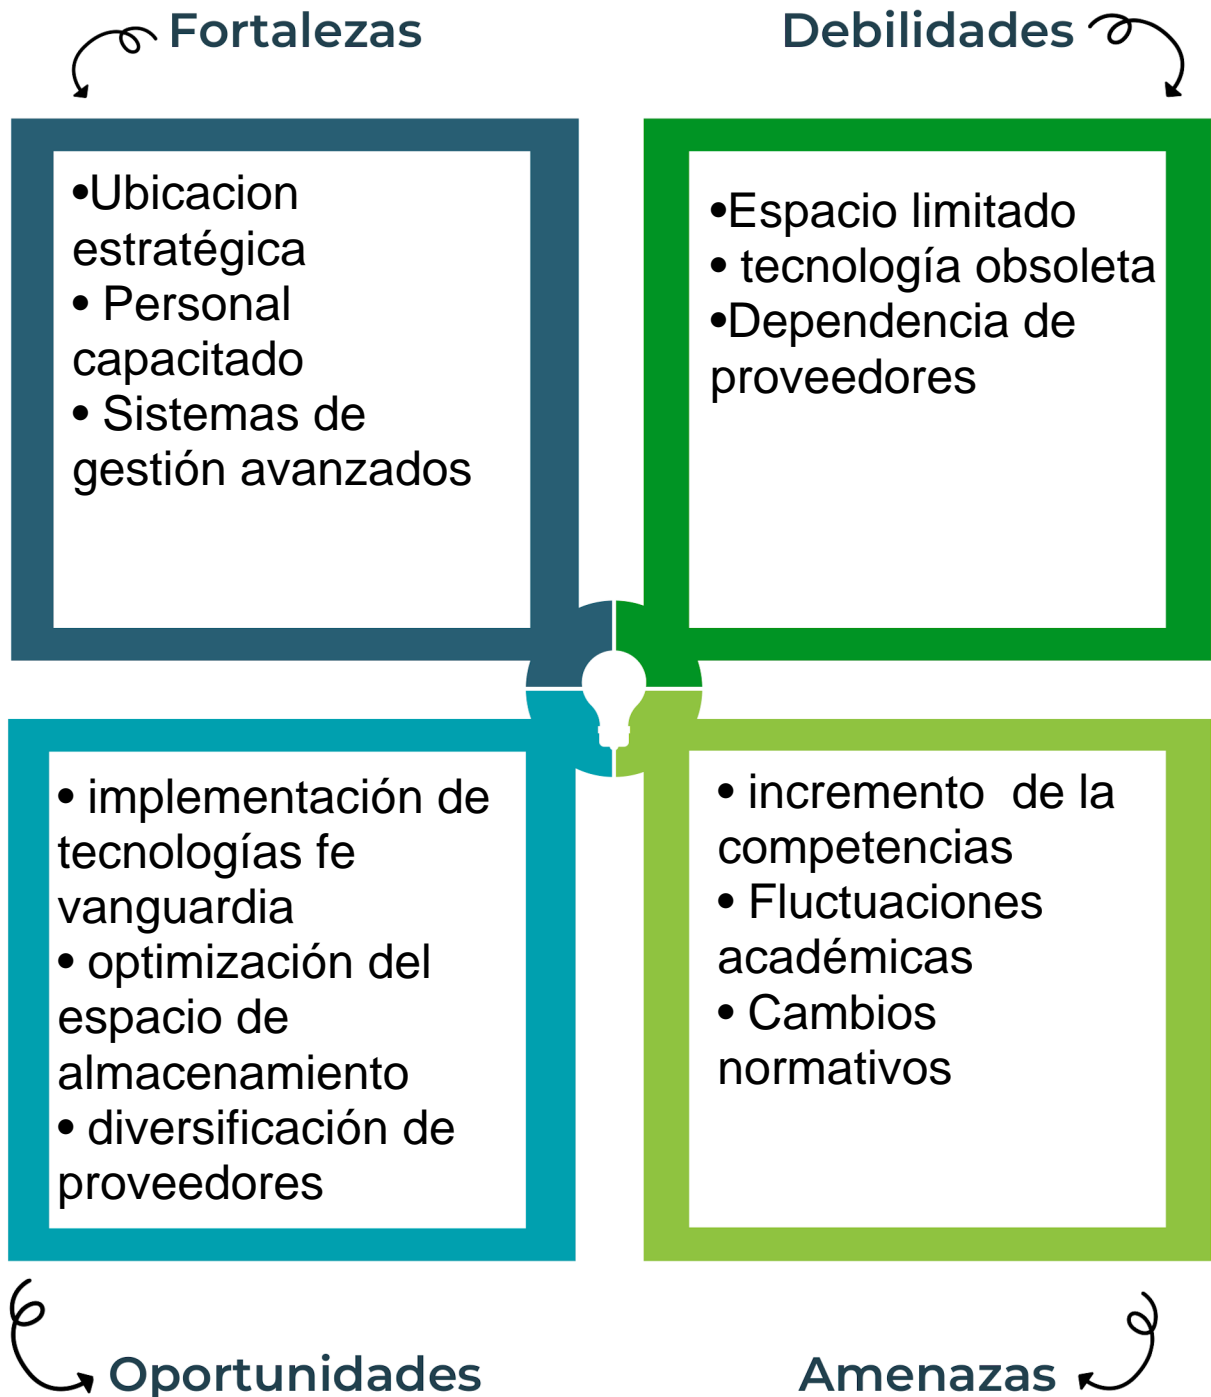 Fortalezas
•Ubicacion
estratégica
• Personal
capacitado
• Sistemas de
gestión avanzados
Debilidades
•Espacio limitado
• tecnología obsoleta
•Dependencia de
proveedores
• implementación de
tecnologías fe
vanguardia
• optimización del
espacio de
almacenamiento
• diversificación de
proveedores
Oportunidades
• incremento  de la
competencias
• Fluctuaciones
académicas
• Cambios
normativos
Amenazas